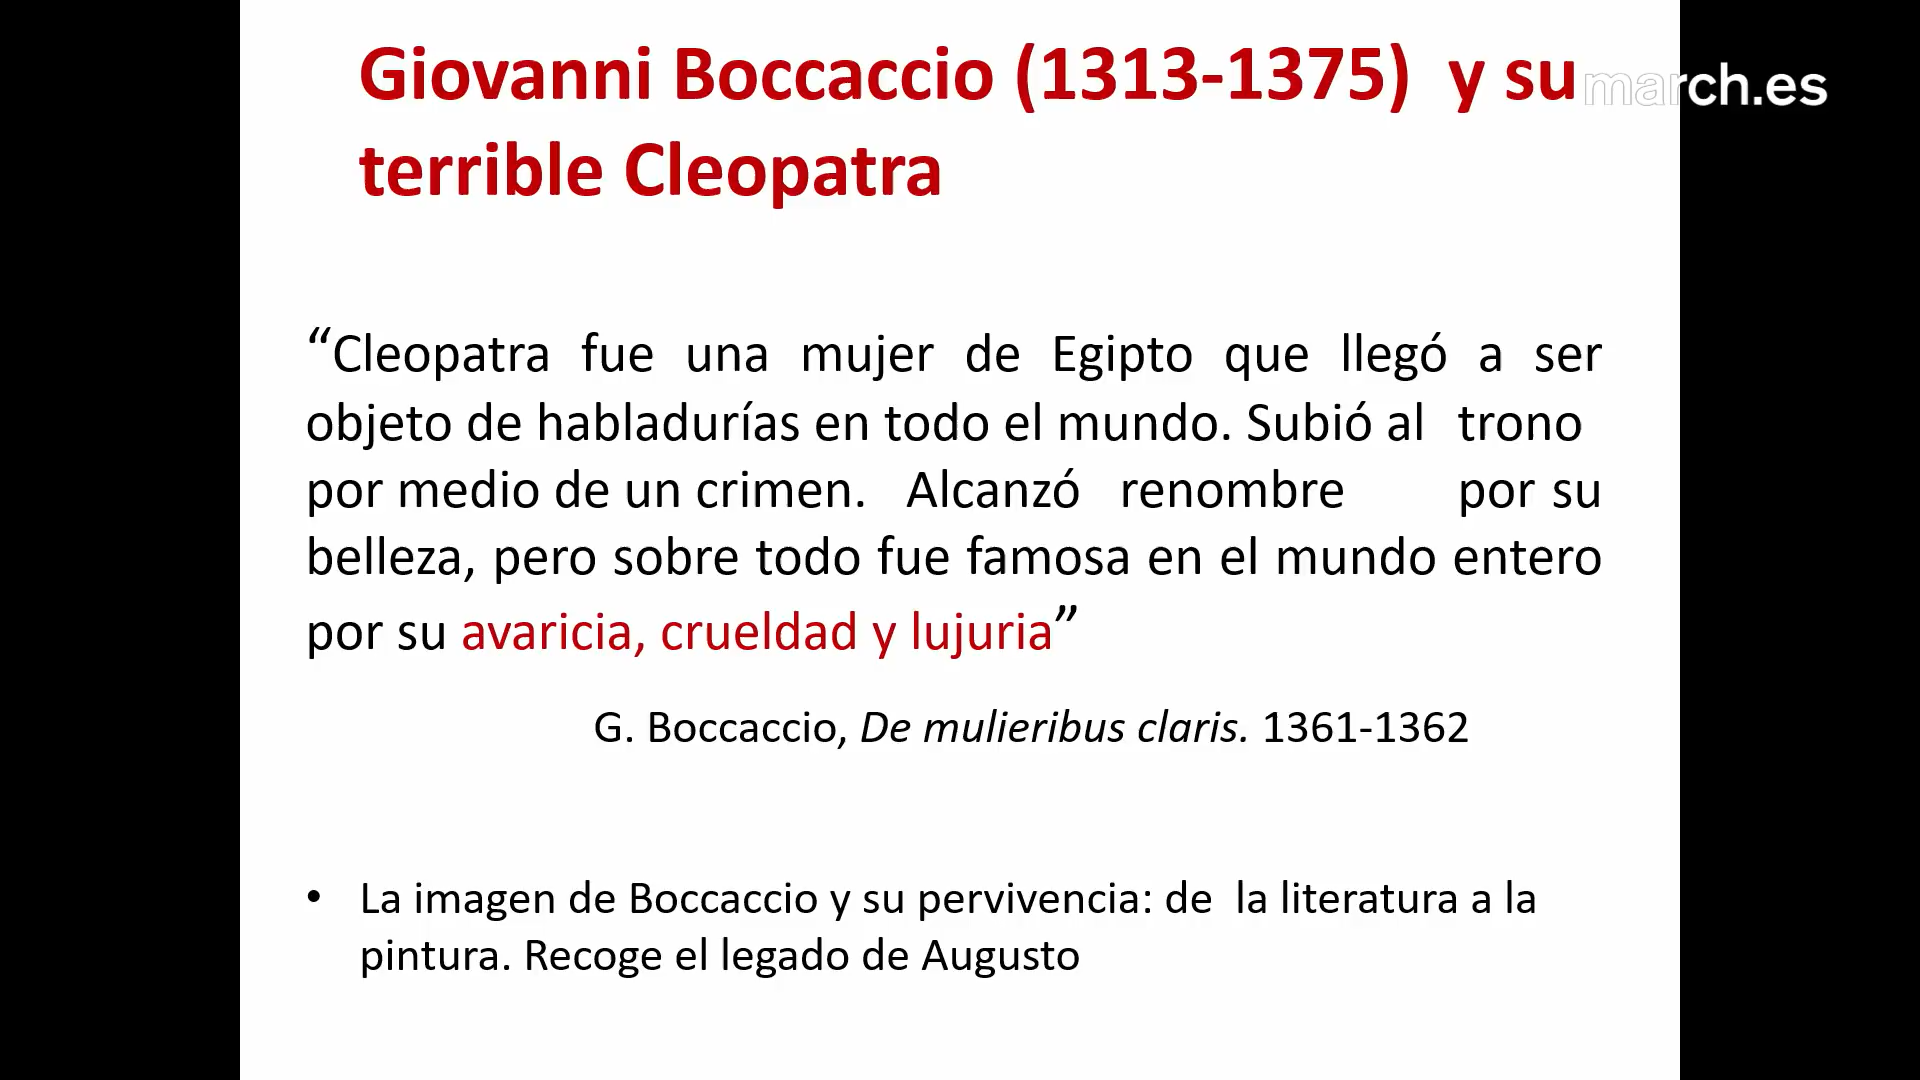 Giovanni Boccaccio (1313-1375) y su
march.es
terrible Cleopatra
“Cleopatra fue una mujer de Egipto que llegó a ser
objeto de habladurías en todo el mundo. Subió al trono
por medio de un crimen. Alcanzó renombre por su
belleza, pero sobre todo fue famosa en el mundo entero
por su avaricia, crueldad y lujuria”
G. Boccaccio, De mulieribus claris. 1361-1362
• La imagen de Boccaccio y su pervivencia: de la literatura a la
pintura. Recoge el legado de Augusto